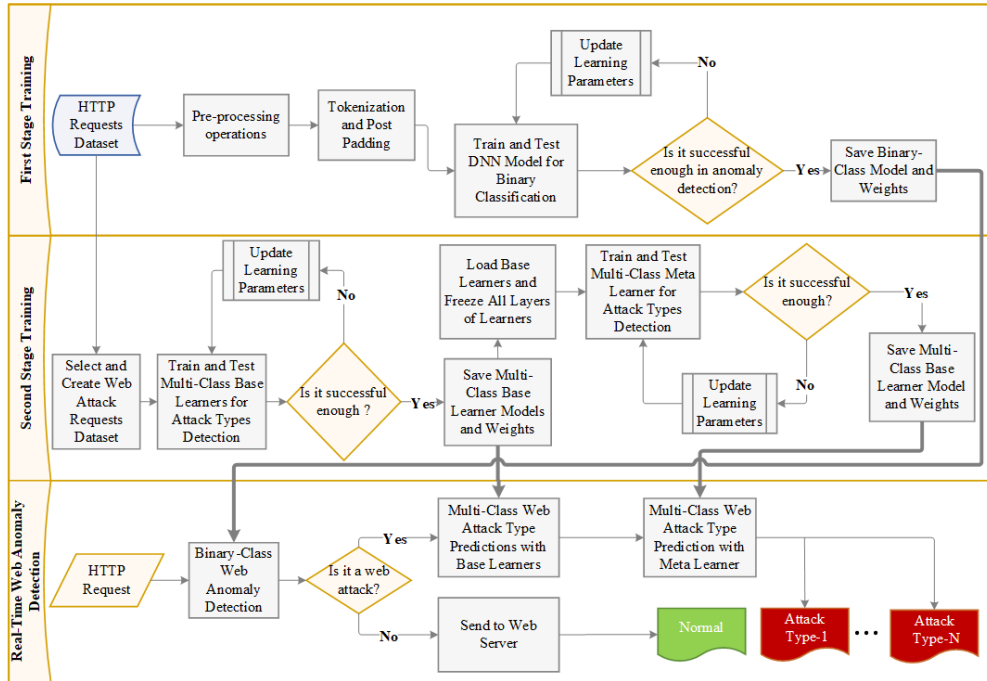 First Stage Training
HTTP
Requests
Dataset
Pre-processing
operations
Tokenization
and Post
Padding
Train and Test
DNN Model for
Binary
Classification
Update
Learning
Parameters
No
Is it successful
enough in anomaly
detection?
Yes
Save Binary-
Class Model and
Weights
Second Stage Training
Select and
Create Web
Attack
Requests
Dataset
Train and Test
Multi-Class Base
Learners for
Attack Types
Detection
Update
Learning
Parameters
No
Is it successful
enough ?
Yes
Save Multi-
Class Base
Learner Models
and Weights
Load Base
Learners and
Freeze All Layers
of Learners
Train and Test
Multi-Class Meta
Learner for
Attack Types
Detection
Is it successful
enough?
Yes
No
Update
Learning
Parameters
Save Multi-
Class Base
Learner Model
and Weights
Real-Time Web Anomaly
Detection
HTTP
Request
Binary-Class
Web
Anomaly
Detection
Is it a web
attack?
Yes
Multi-Class Web
Attack Type
Predictions with
Base Learners
Multi-Class Web
Attack Type
Prediction with
Meta Learner
No
Send to Web
Server
Normal
Attack
Type-1
...
Attack
Type-N